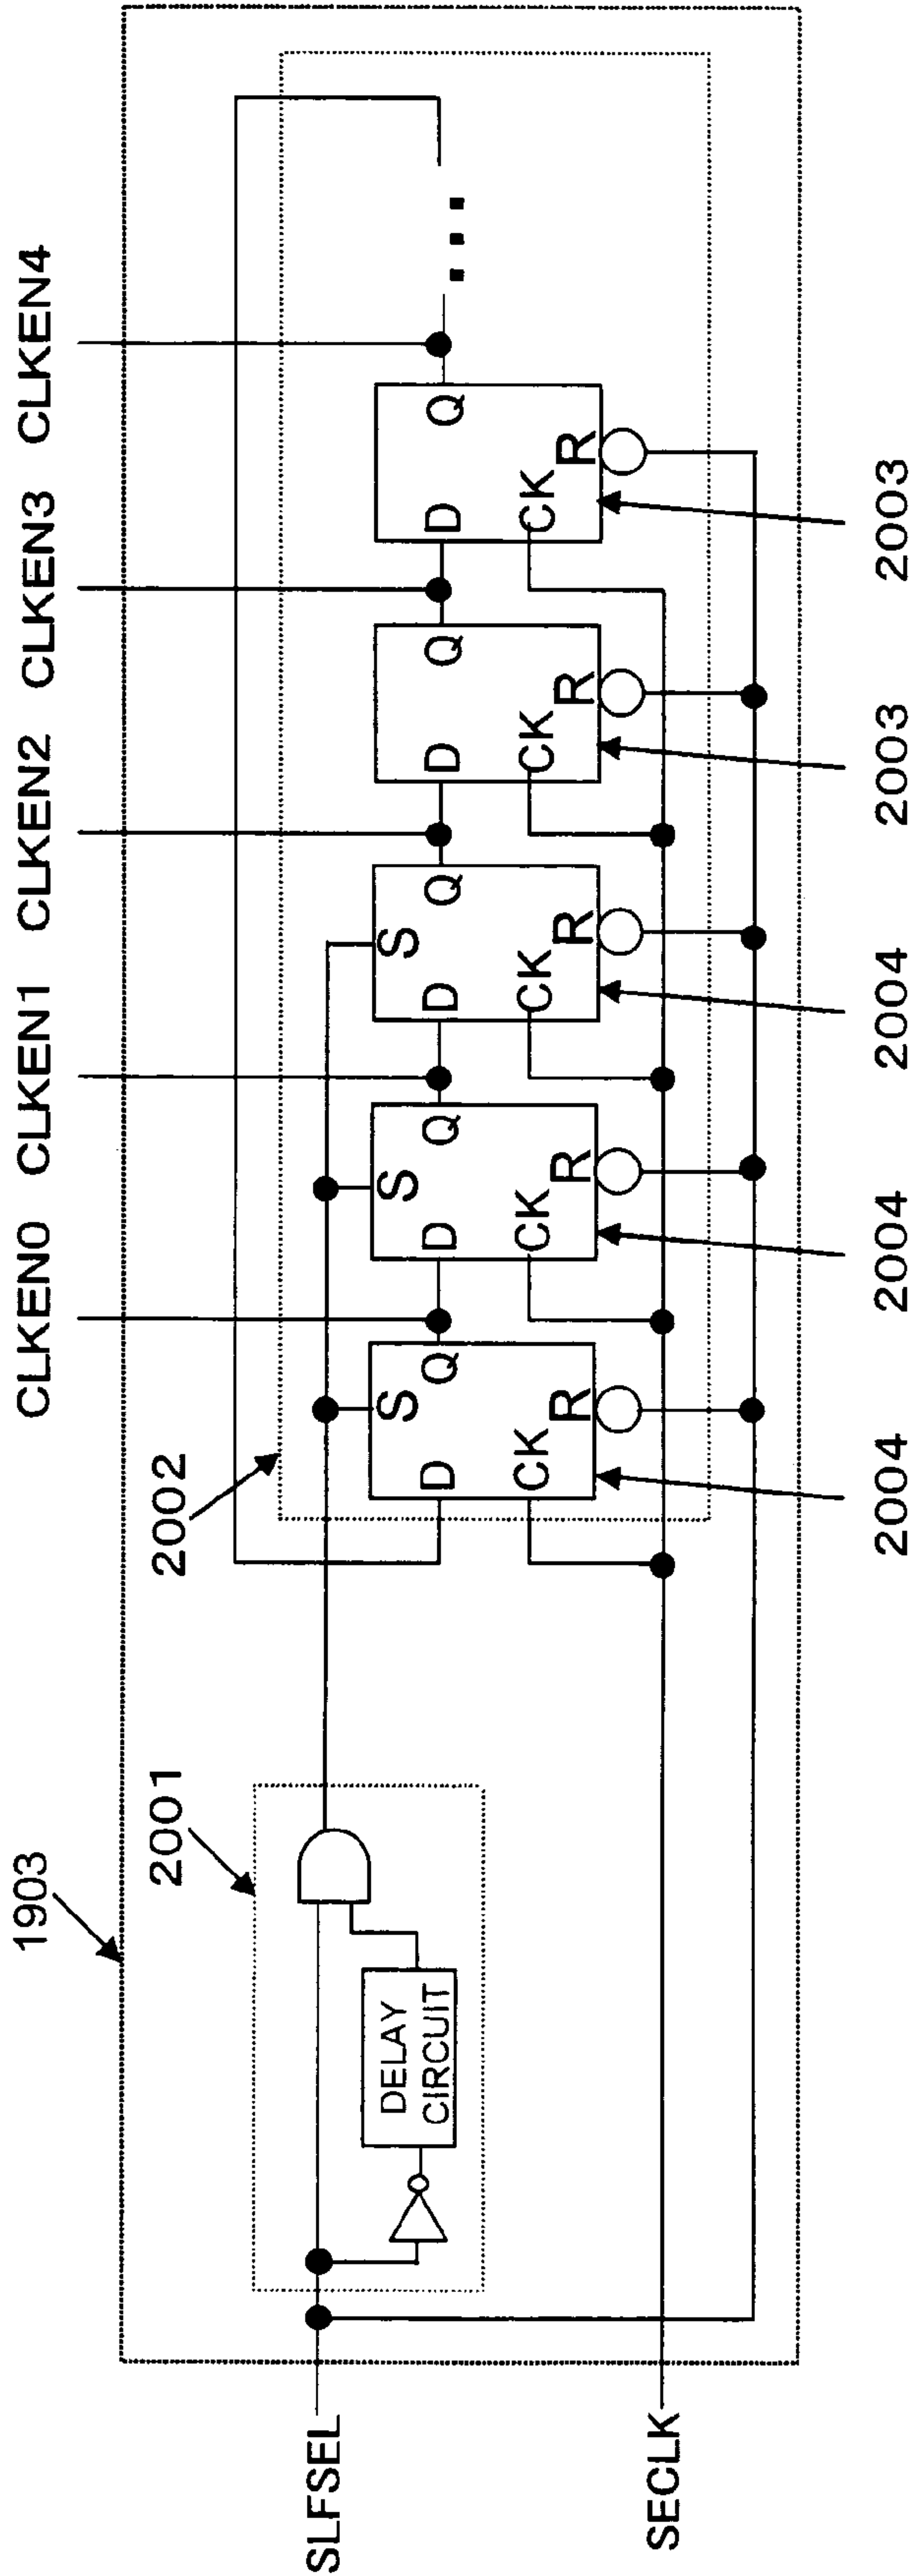 1903
2001
2002
CLKEN0 CLKEN1 CLKEN2 CLKEN3 CLKEN4
SLFSEL
DELAY
CIRCUIT
S S S
D Q D Q D Q D Q D Q
CK CK CK CK CK
R R R R R
SECLK
2004 2004 2004 2003 2003